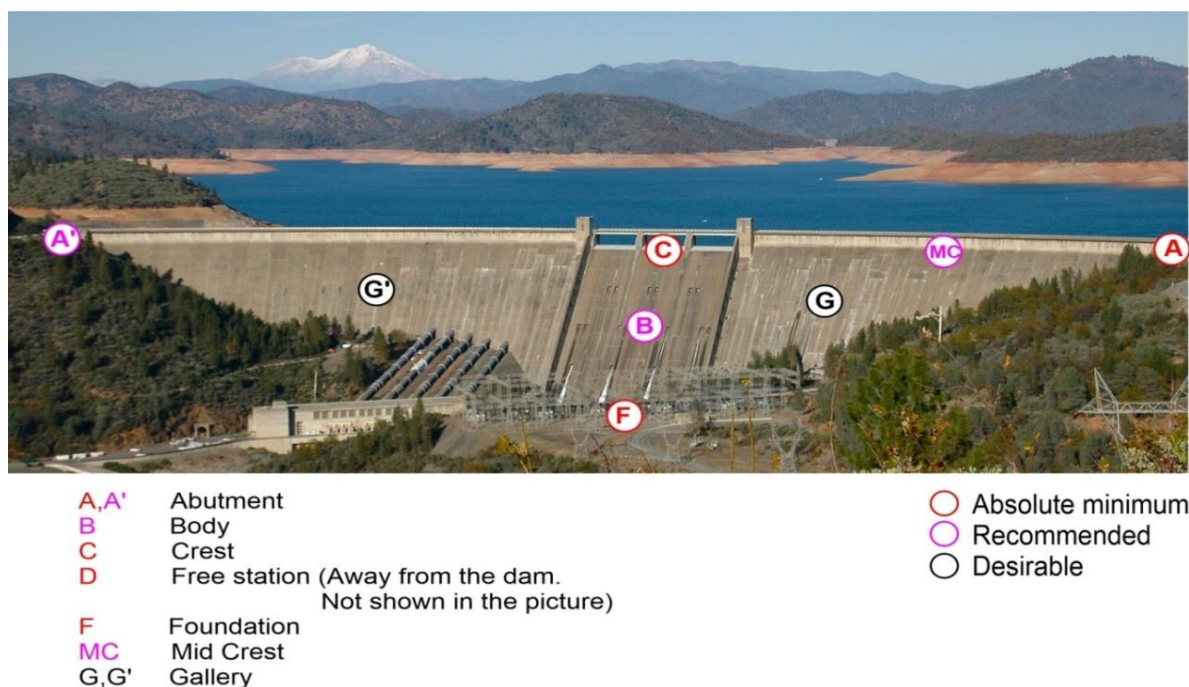 A'
C
MC
A
G'
G
B
F
A,A' Abutment
B Body
C Crest
D Free station (Away from the dam.
Not shown in the picture)
F Foundation
MC Mid Crest
G,G' Gallery
Absolute minimum
Recommended
Desirable